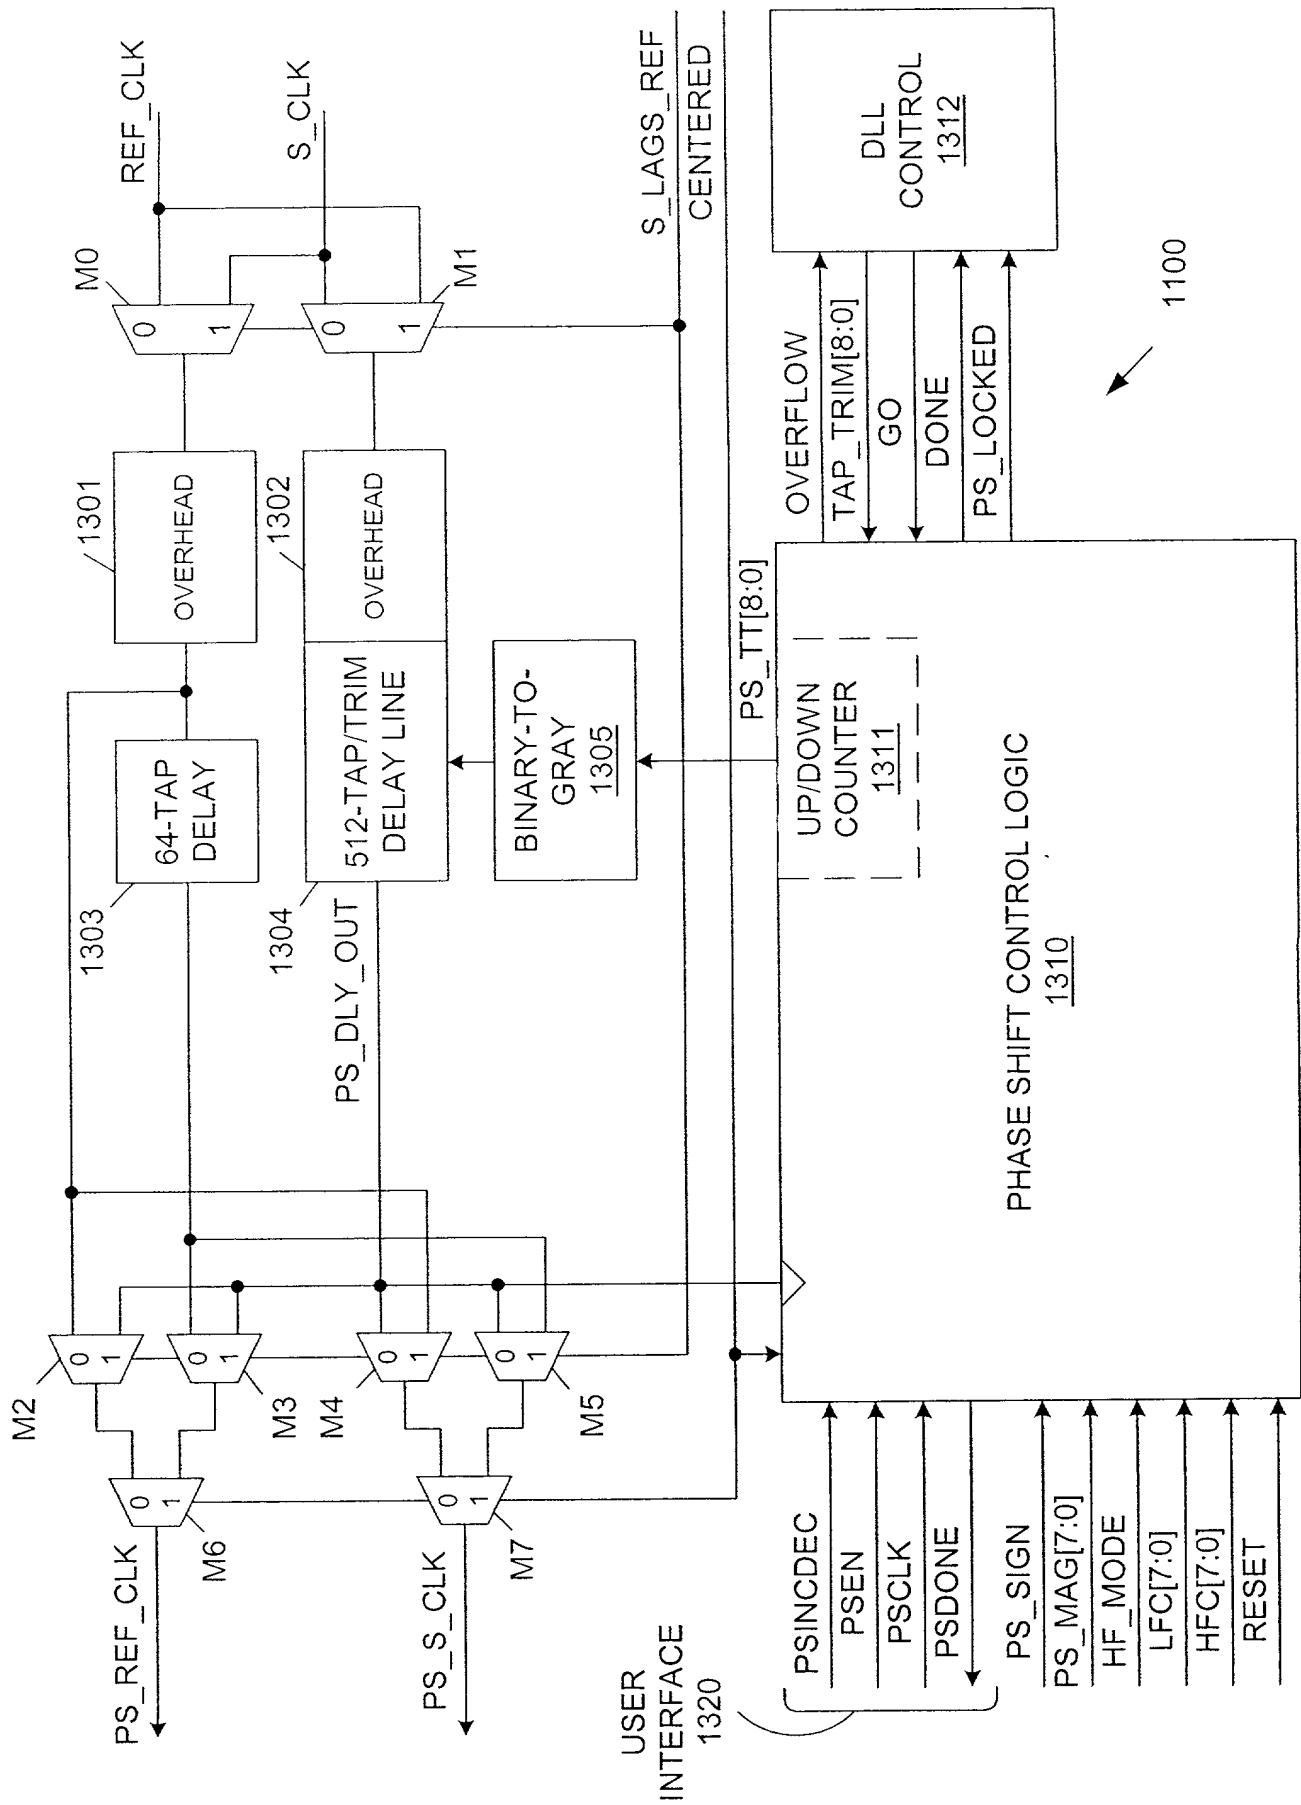 REF_CLK
S_CLK
S_LAGS_REF
CENTERED
M0
0
1
M1
0
1
1301
OVERHEAD
1302
OVERHEAD
1303
64-TAP
DELAY
1304
512-TAP/TRIM
DELAY LINE
PS_DLY_OUT
BINARY-TO-
GRAY
1305
PS_TT[8:0]
M2
0
1
M3
0
1
M4
0
1
M5
0
1
M6
0
1
M7
0
1
PS_REF_CLK
PS_S_CLK
USER
INTERFACE
1320
PSINCDEC
PSEN
PSCLK
PSDONE
PS_SIGN
PS_MAG[7:0]
HF_MODE
LFC[7:0]
HFC[7:0]
RESET
UP/DOWN
COUNTER
1311
PHASE SHIFT CONTROL LOGIC
1310
OVERFLOW
TAP_TRIM[8:0]
GO
DONE
PS_LOCKED
DLL
CONTROL
1312
1100